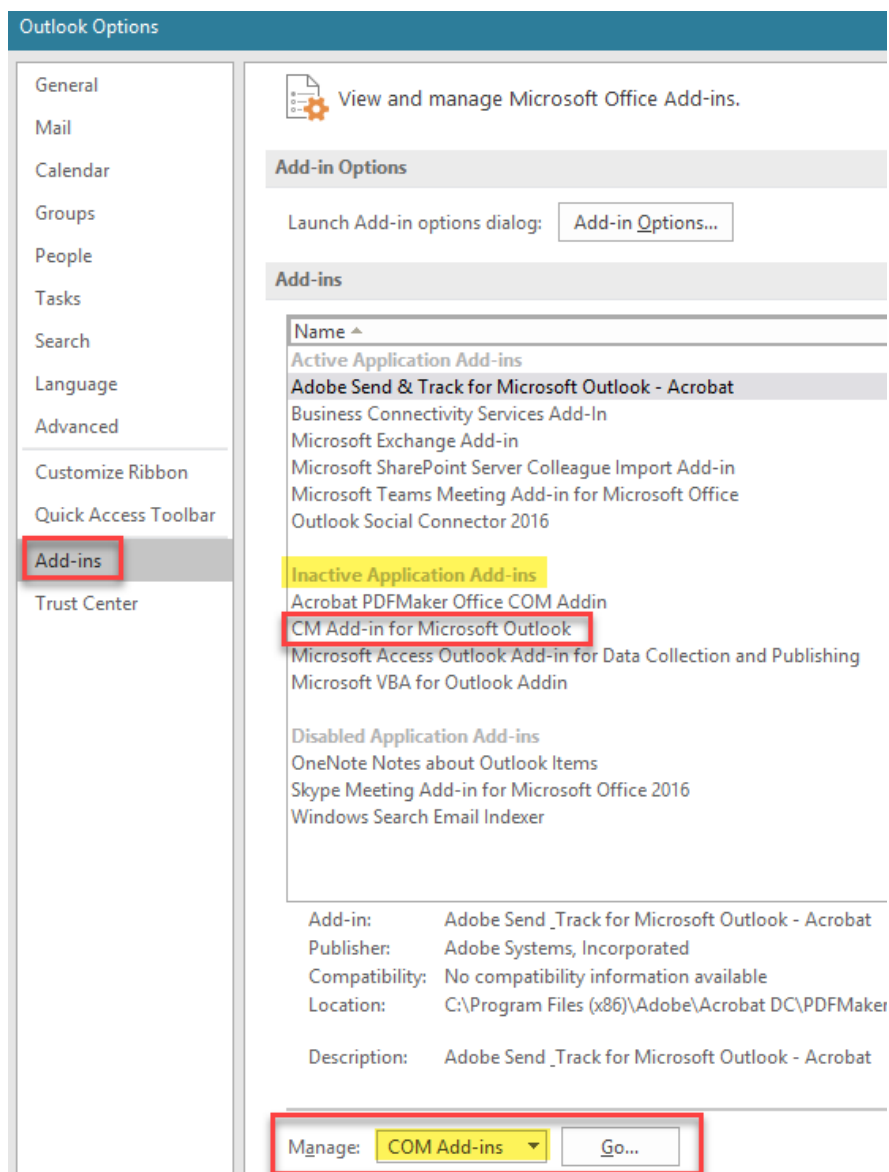 Outlook Options
General
Mail
Calendar
Groups
People
Tasks
Search
Language
Advanced
Customize Ribbon
Quick Access Toolbar
Add-ins
Trust Center
View and manage Microsoft Office Add-ins.
Add-in Options
Launch Add-in options dialog: Add-in Options...
Add-ins
Name
Active Application Add-ins
Adobe Send & Track for Microsoft Outlook - Acrobat
Business Connectivity Services Add-In
Microsoft Exchange Add-in
Microsoft SharePoint Server Colleague Import Add-in
Microsoft Teams Meeting Add-in for Microsoft Office
Outlook Social Connector 2016
Inactive Application Add-ins
Acrobat PDFMaker Office COM Addin
CM Add-in for Microsoft Outlook
Microsoft Access Outlook Add-in for Data Collection and Publishing
Microsoft VBA for Outlook Addin
Disabled Application Add-ins
OneNote Notes about Outlook Items
Skype Meeting Add-in for Microsoft Office 2016
Windows Search Email Indexer
Add-in: Adobe Send _Track for Microsoft Outlook - Acrobat
Publisher: Adobe Systems, Incorporated
Compatibility: No compatibility information available
Location: C:\Program Files (x86)\Adobe\Acrobat DC\PDFMaker
Description: Adobe Send _Track for Microsoft Outlook - Acrobat
Manage: COM Add-ins Go...